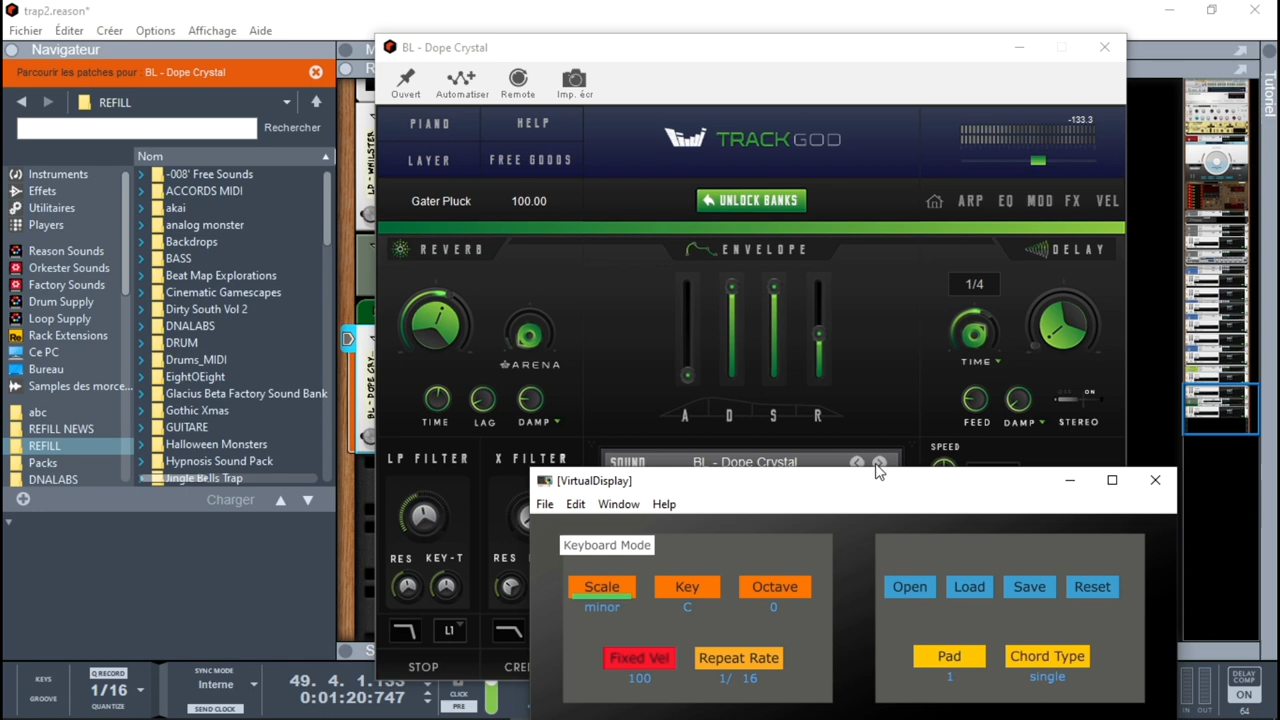 trap2.reason*
Fichier Éditer Créer Options Affichage Aide
Navigateur
Parcourir les patches pour : BL - Dope Crystal
REFILL
Rechercher
Nom
Instruments
Effets
Utilitaires
Players
Reason Sounds
Orkester Sounds
Factory Sounds
Drum Supply
Loop Supply
Rack Extensions
Ce PC
Bureau
Samples des morce...
abc
REFILL NEWS
REFILL
Packs
DNALABS
-008' Free Sounds
ACCORDS MIDI
akai
analog monster
Backdrops
BASS
Beat Map Explorations
Cinematic Gamescapes
Dirty South Vol 2
DNALABS
DRUM
Drums_MIDI
EightOEight
Glacius Beta Factory Sound Bank
Gothic Xmas
GUITARE
Halloween Monsters
Hypnosis Sound Pack
Jingle Bells Trap
Charger
BL - Dope Crystal
Ouvert Automatiser Remote Imp. écr
PIANO HELP
LAYER FREE GOODS
TRACKGOD
-133.3
Gater Pluck 100.00
UNLOCK BANKS
ARP EQ MOD FX VEL
REVERB ENVELOPE DELAY
1/4
ARENA
TIME
TIME LAG DAMP
A D S R
FEED DAMP STEREO
ON
LP FILTER X FILTER
SOUND BL - Dope Crystal
SPEED
RES KEY-T RES
L1
STOP
Tutoriel
[VirtualDisplay]
File Edit Window Help
Keyboard Mode
Scale Key Octave
minor C 0
Fixed Vel Repeat Rate
100 1/ 16
Open Load Save Reset
Pad Chord Type
1 single
KEYS
GROOVE
Q RECORD
1/16
QUANTIZE
SYNC MODE
Interne
SEND CLOCK
49. 4. 1.133
0:01:20:747
CLICK
PRE
IN OUT
DELAY
COMP
ON
64